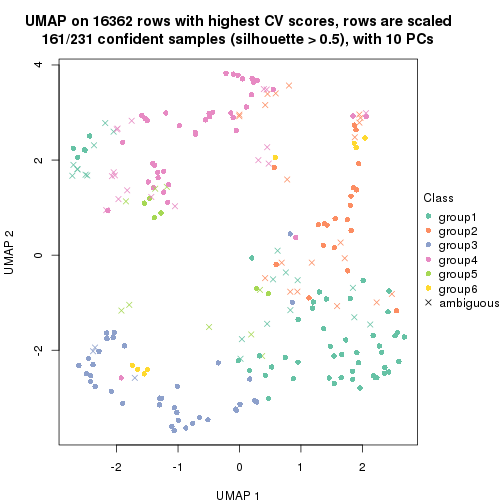 UMAP on 16362 rows with highest CV scores, rows are scaled
161/231 confident samples (silhouette > 0.5), with 10 PCs
4
2
0
-2
UMAP 2
-2
-1
0
1
2
UMAP 1
Class
group1
group2
group3
group4
group5
group6
ambiguous